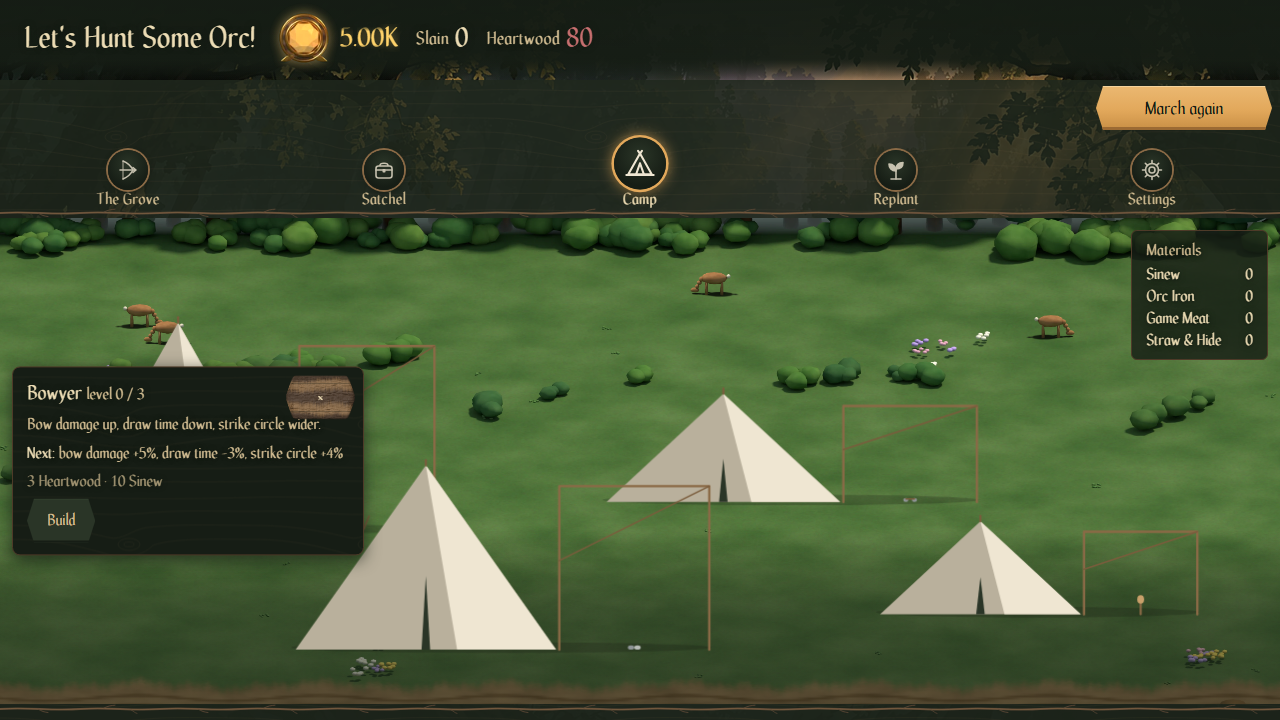 Let's Hunt Some Orc! 5.00K Slain 0 Heartwood 80
March again
The Grove Satchel Camp Replant Settings
Materials
Sinew 0
Orc Iron 0
Game Meat 0
Straw & Hide 0
Bowyer level 0 / 3
Bow damage up, draw time down, strike circle wider.
Next: bow damage +5%, draw time -3%, strike circle +4%
3 Heartwood · 10 Sinew
Build